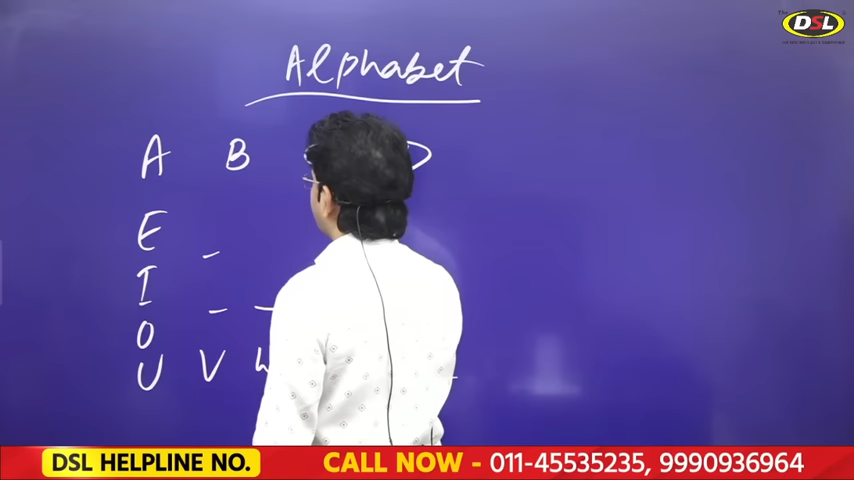 DSL
Alphabet
A B D
E -
I - -
O
U V
DSL HELPLINE NO. CALL NOW - 011-45535235, 9990936964